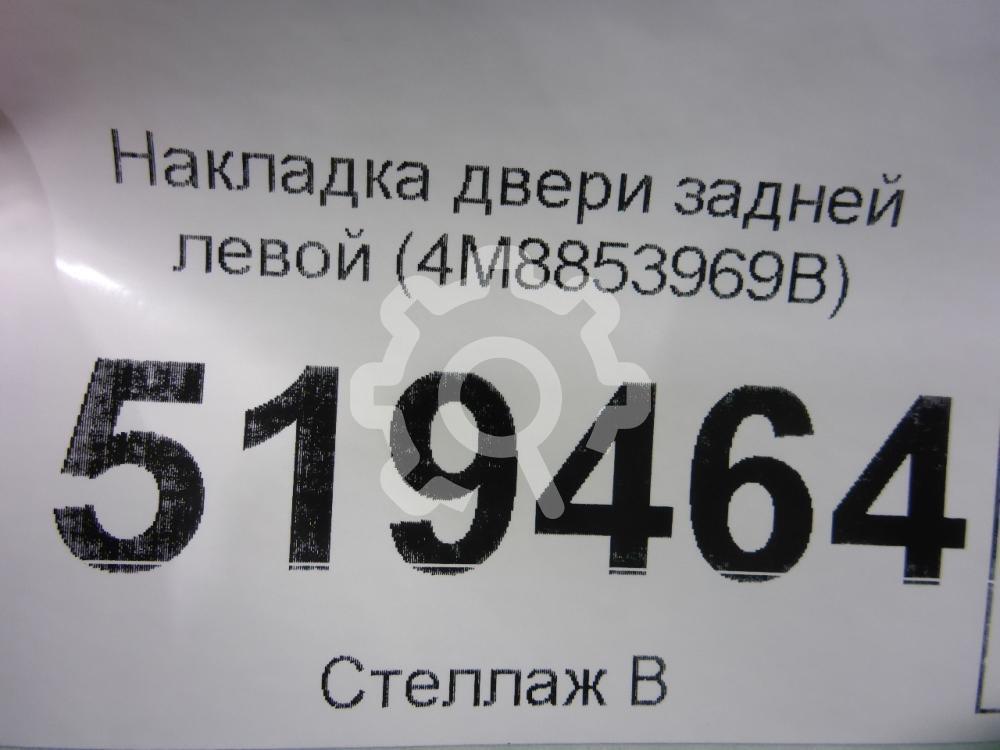 Накладка двери задней
левой (4M8853969B)
519464
Стеллаж В